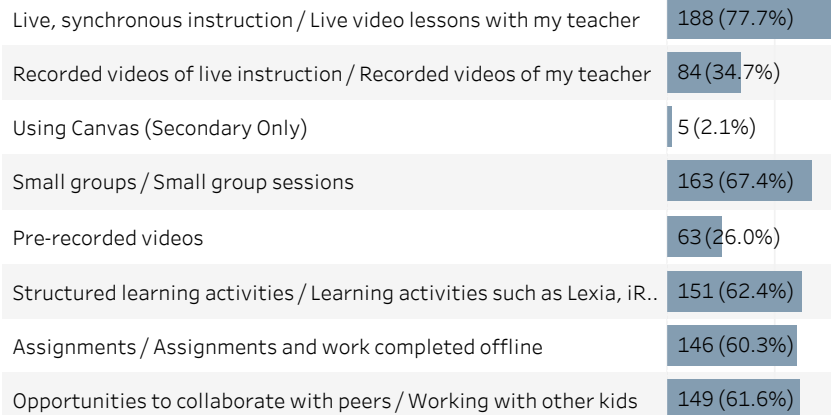 Live, synchronous instruction / Live video lessons with my teacher 188 (77.7%)
Recorded videos of live instruction / Recorded videos of my teacher 84 (34.7%)
Using Canvas (Secondary Only) 5 (2.1%)
Small groups / Small group sessions 163 (67.4%)
Pre-recorded videos 63 (26.0%)
Structured learning activities / Learning activities such as Lexia, iR.. 151 (62.4%)
Assignments / Assignments and work completed offline 146 (60.3%)
Opportunities to collaborate with peers / Working with other kids 149 (61.6%)